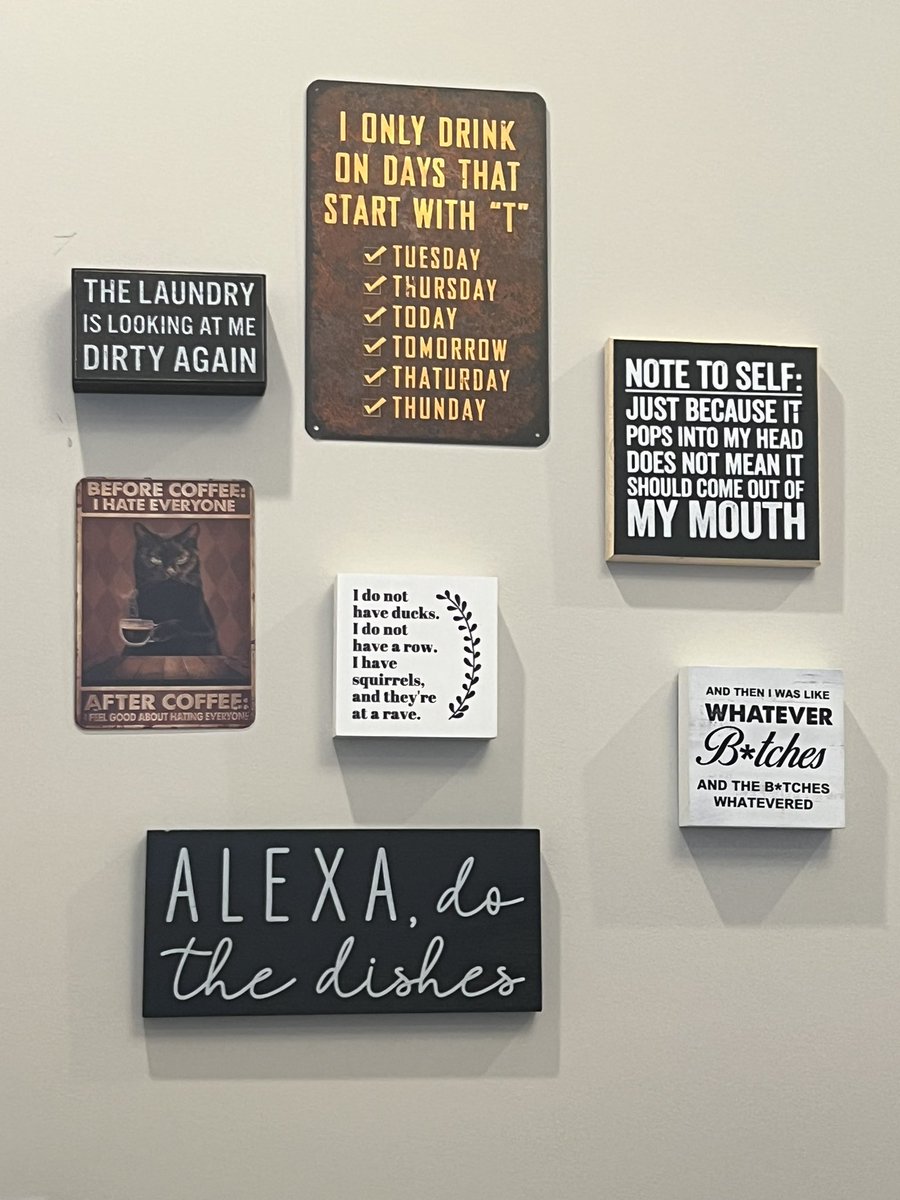 I ONLY DRINK
ON DAYS THAT
START WITH "T"
TUESDAY
THURSDAY
TODAY
TOMORROW
THATURDAY
THUNDAY
THE LAUNDRY
IS LOOKING AT ME
DIRTY AGAIN
NOTE TO SELF:
JUST BECAUSE IT
POPS INTO MY HEAD
DOES NOT MEAN IT
SHOULD COME OUT OF
MY MOUTH
BEFORE COFFEE:
I HATE EVERYONE
AFTER COFFEE:
I FEEL GOOD ABOUT HATING EVERYONE
I do not
have ducks.
I do not
have a row.
I have
squirrels,
and they're
at a rave.
AND THEN I WAS LIKE
WHATEVER
B*tches
AND THE B*TCHES
WHATEVERED
ALEXA, do
the dishes